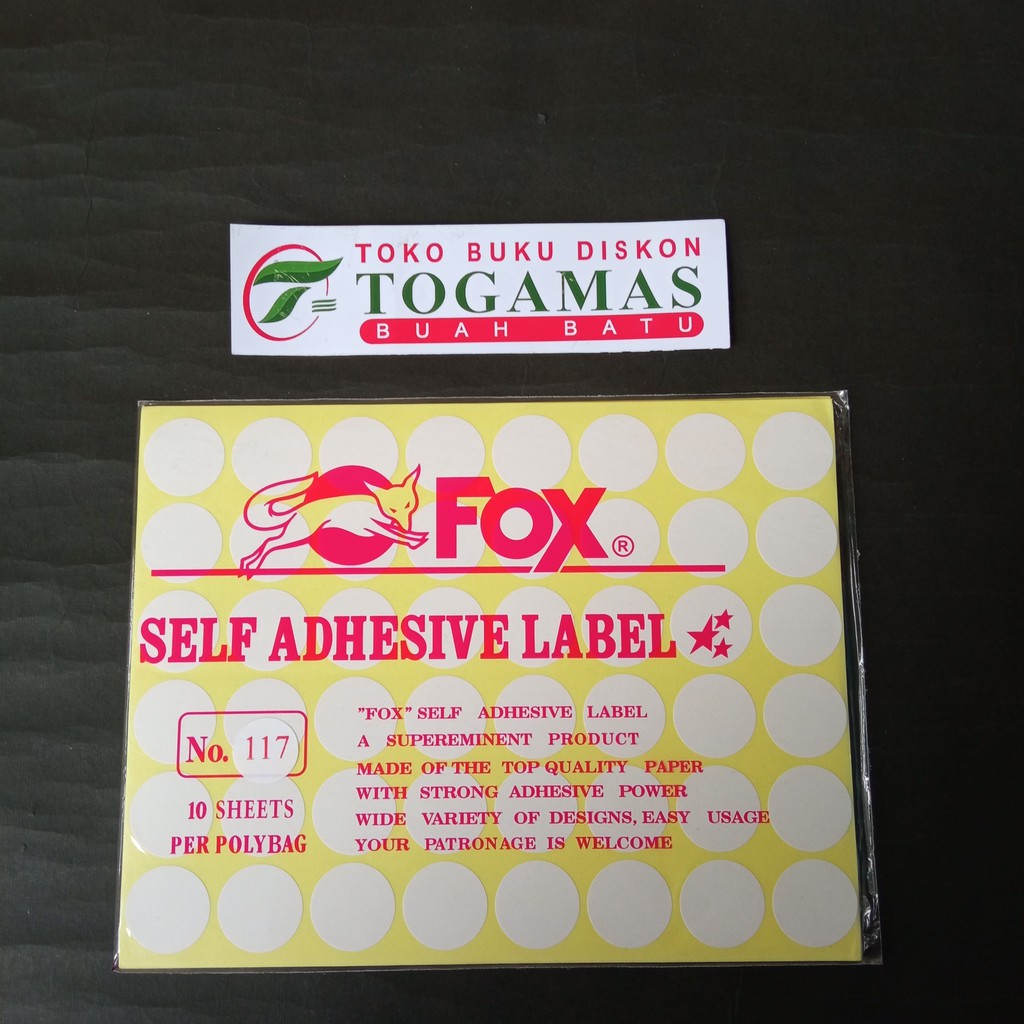 TOKO BUKU DISKON
TOGAMAS
BUAH BATU
FOX®
SELF ADHESIVE LABEL
No. 117
10 SHEETS
PER POLYBAG
"FOX" SELF ADHESIVE LABEL
A SUPEREMINENT PRODUCT
MADE OF THE TOP QUALITY PAPER
WITH STRONG ADHESIVE POWER
WIDE VARIETY OF DESIGNS, EASY USAGE
YOUR PATRONAGE IS WELCOME